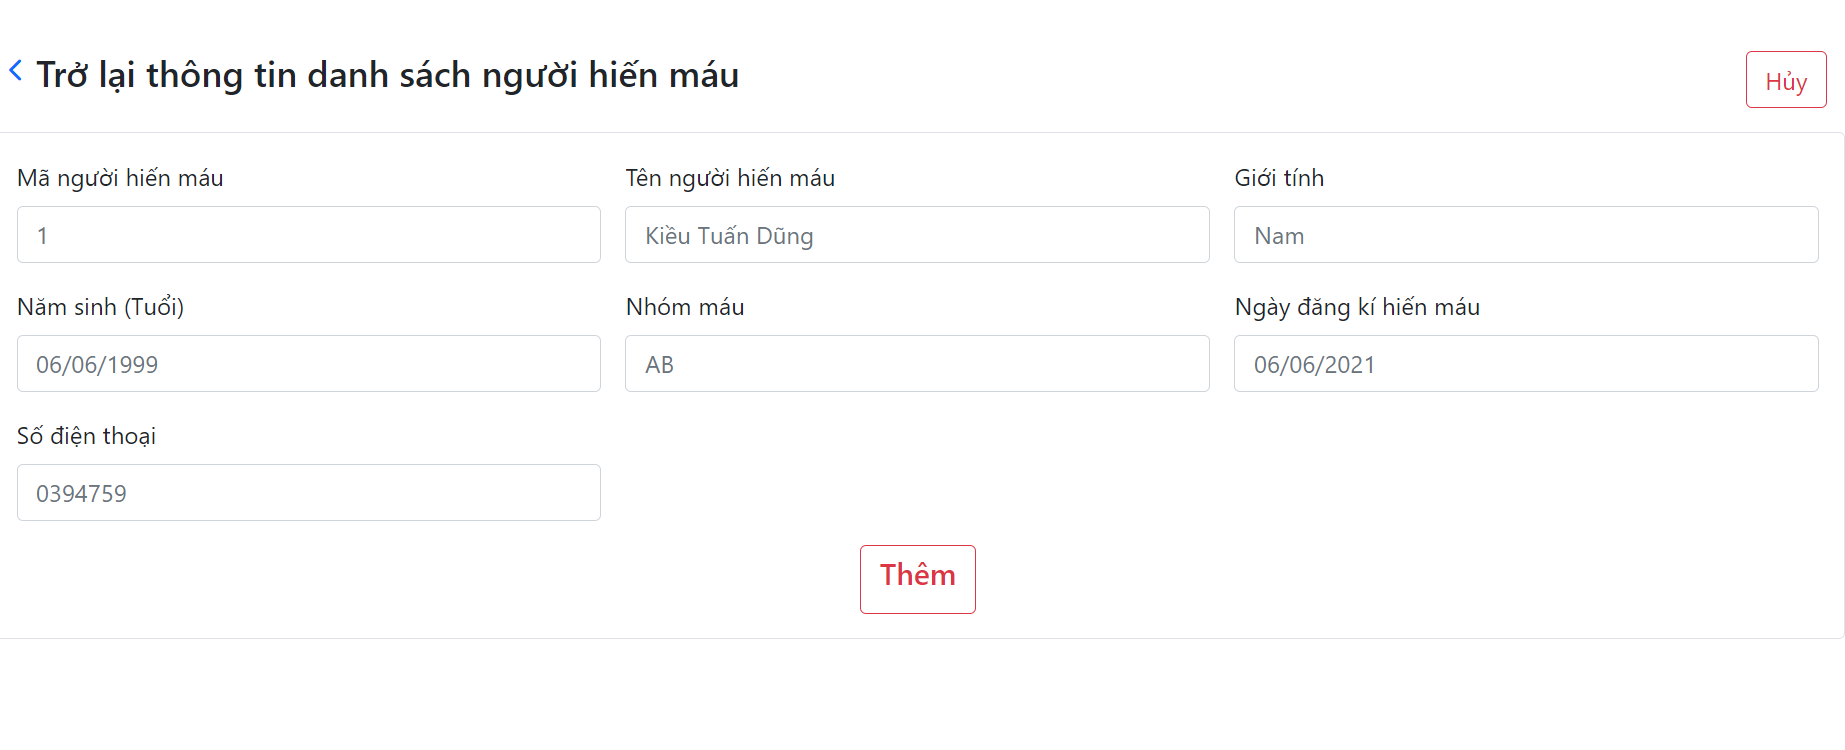 Trở lại thông tin danh sách người hiến máu
Hủy
Mã người hiến máu
Tên người hiến máu
Giới tính
1
Kiều Tuấn Dũng
Nam
Năm sinh (Tuổi)
Nhóm máu
Ngày đăng kí hiến máu
06/06/1999
AB
06/06/2021
Số điện thoại
0394759
Thêm